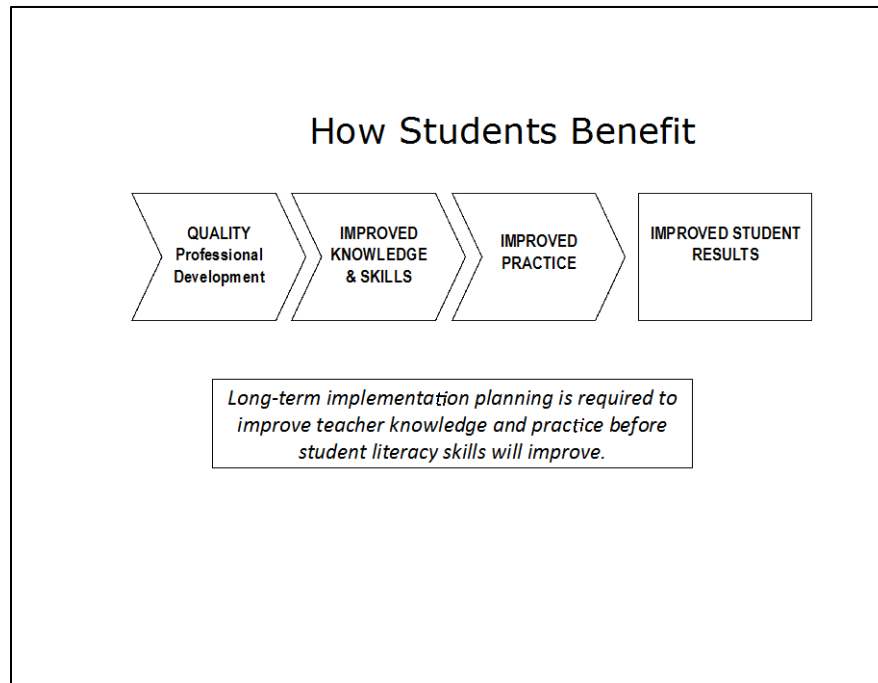 How Students Benefit
QUALITY
Professional
Development
IMPROVED
KNOWLEDGE
& SKILLS
IMPROVED
PRACTICE
IMPROVED STUDENT
RESULTS
Long-term implementation planning is required to
improve teacher knowledge and practice before
student literacy skills will improve.